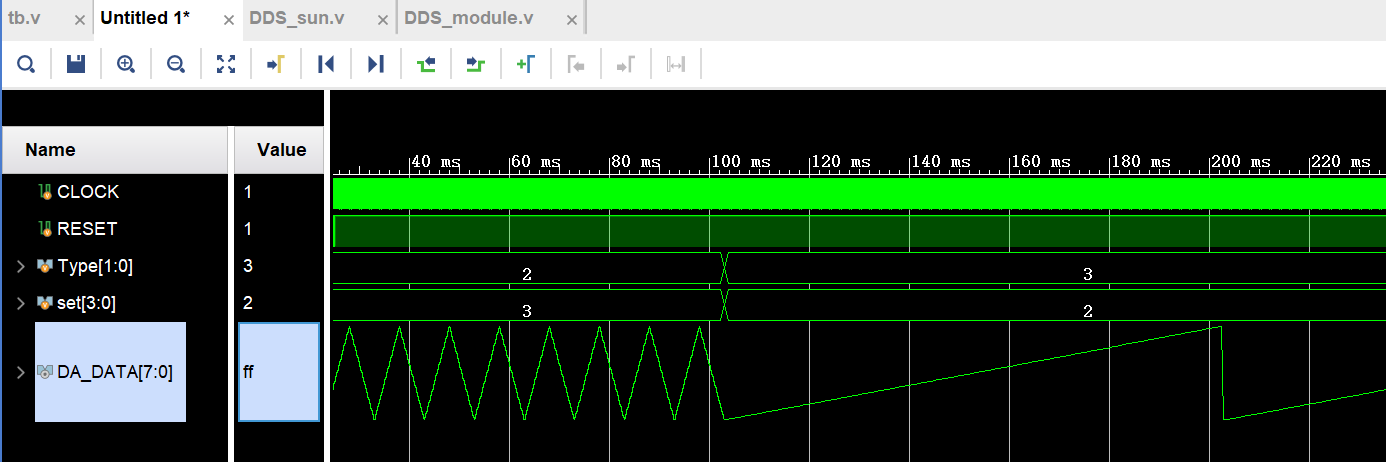 tb.v × Untitled 1* × DDS_sun.v × DDS_module.v ×
Name Value
40 ms 60 ms 80 ms 100 ms 120 ms 140 ms 160 ms 180 ms 200 ms 220 ms
CLOCK 1
RESET 1
Type[1:0] 3 2 3
set[3:0] 2 3 2
DA_DATA[7:0] ff